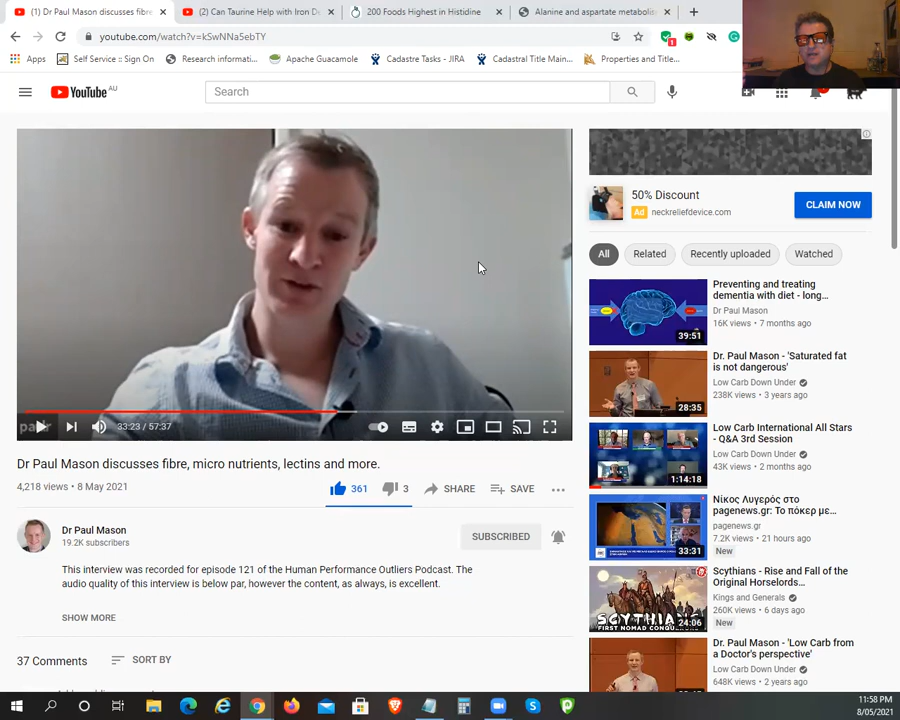 (1) Dr Paul Mason discusses fibre
(2) Can Taurine Help with Iron D
200 Foods Highest in Histidine
Alanine and aspartate metabolis
youtube.com/watch?v=kSwNNa5ebTY
Apps
Self Service :: Sign On
Research informati...
Apache Guacamole
Cadastre Tasks - JIRA
Cadastral Title Main...
Properties and Title...
YouTube AU
Search
33:23 / 57:37
Dr Paul Mason discusses fibre, micro nutrients, lectins and more.
4,218 views • 8 May 2021
361
3
SHARE
SAVE
Dr Paul Mason
19.2K subscribers
SUBSCRIBED
This interview was recorded for episode 121 of the Human Performance Outliers Podcast. The
audio quality of this interview is below par, however the content, as always, is excellent.
SHOW MORE
37 Comments
SORT BY
50% Discount
Ad neckreliefdevice.com
CLAIM NOW
All
Related
Recently uploaded
Watched
Preventing and treating
dementia with diet - long...
Dr Paul Mason
16K views • 7 months ago
39:51
Dr. Paul Mason - 'Saturated fat
is not dangerous'
Low Carb Down Under
238K views • 3 years ago
28:35
Low Carb International All Stars
- Q&A 3rd Session
Low Carb Down Under
43K views • 2 months ago
1:14:18
Νίκος Λυγερός στο
pagenews.gr: Το πόκερ με...
pagenews.gr
7.2K views • 21 hours ago
New
33:31
Scythians - Rise and Fall of the
Original Horselords...
Kings and Generals
260K views • 6 days ago
New
SCYTHIANS
FIRST NOMAD CONQU
24:06
Dr. Paul Mason - 'Low Carb from
a Doctor's perspective'
Low Carb Down Under
648K views • 2 years ago
11:58 PM
8/05/2021